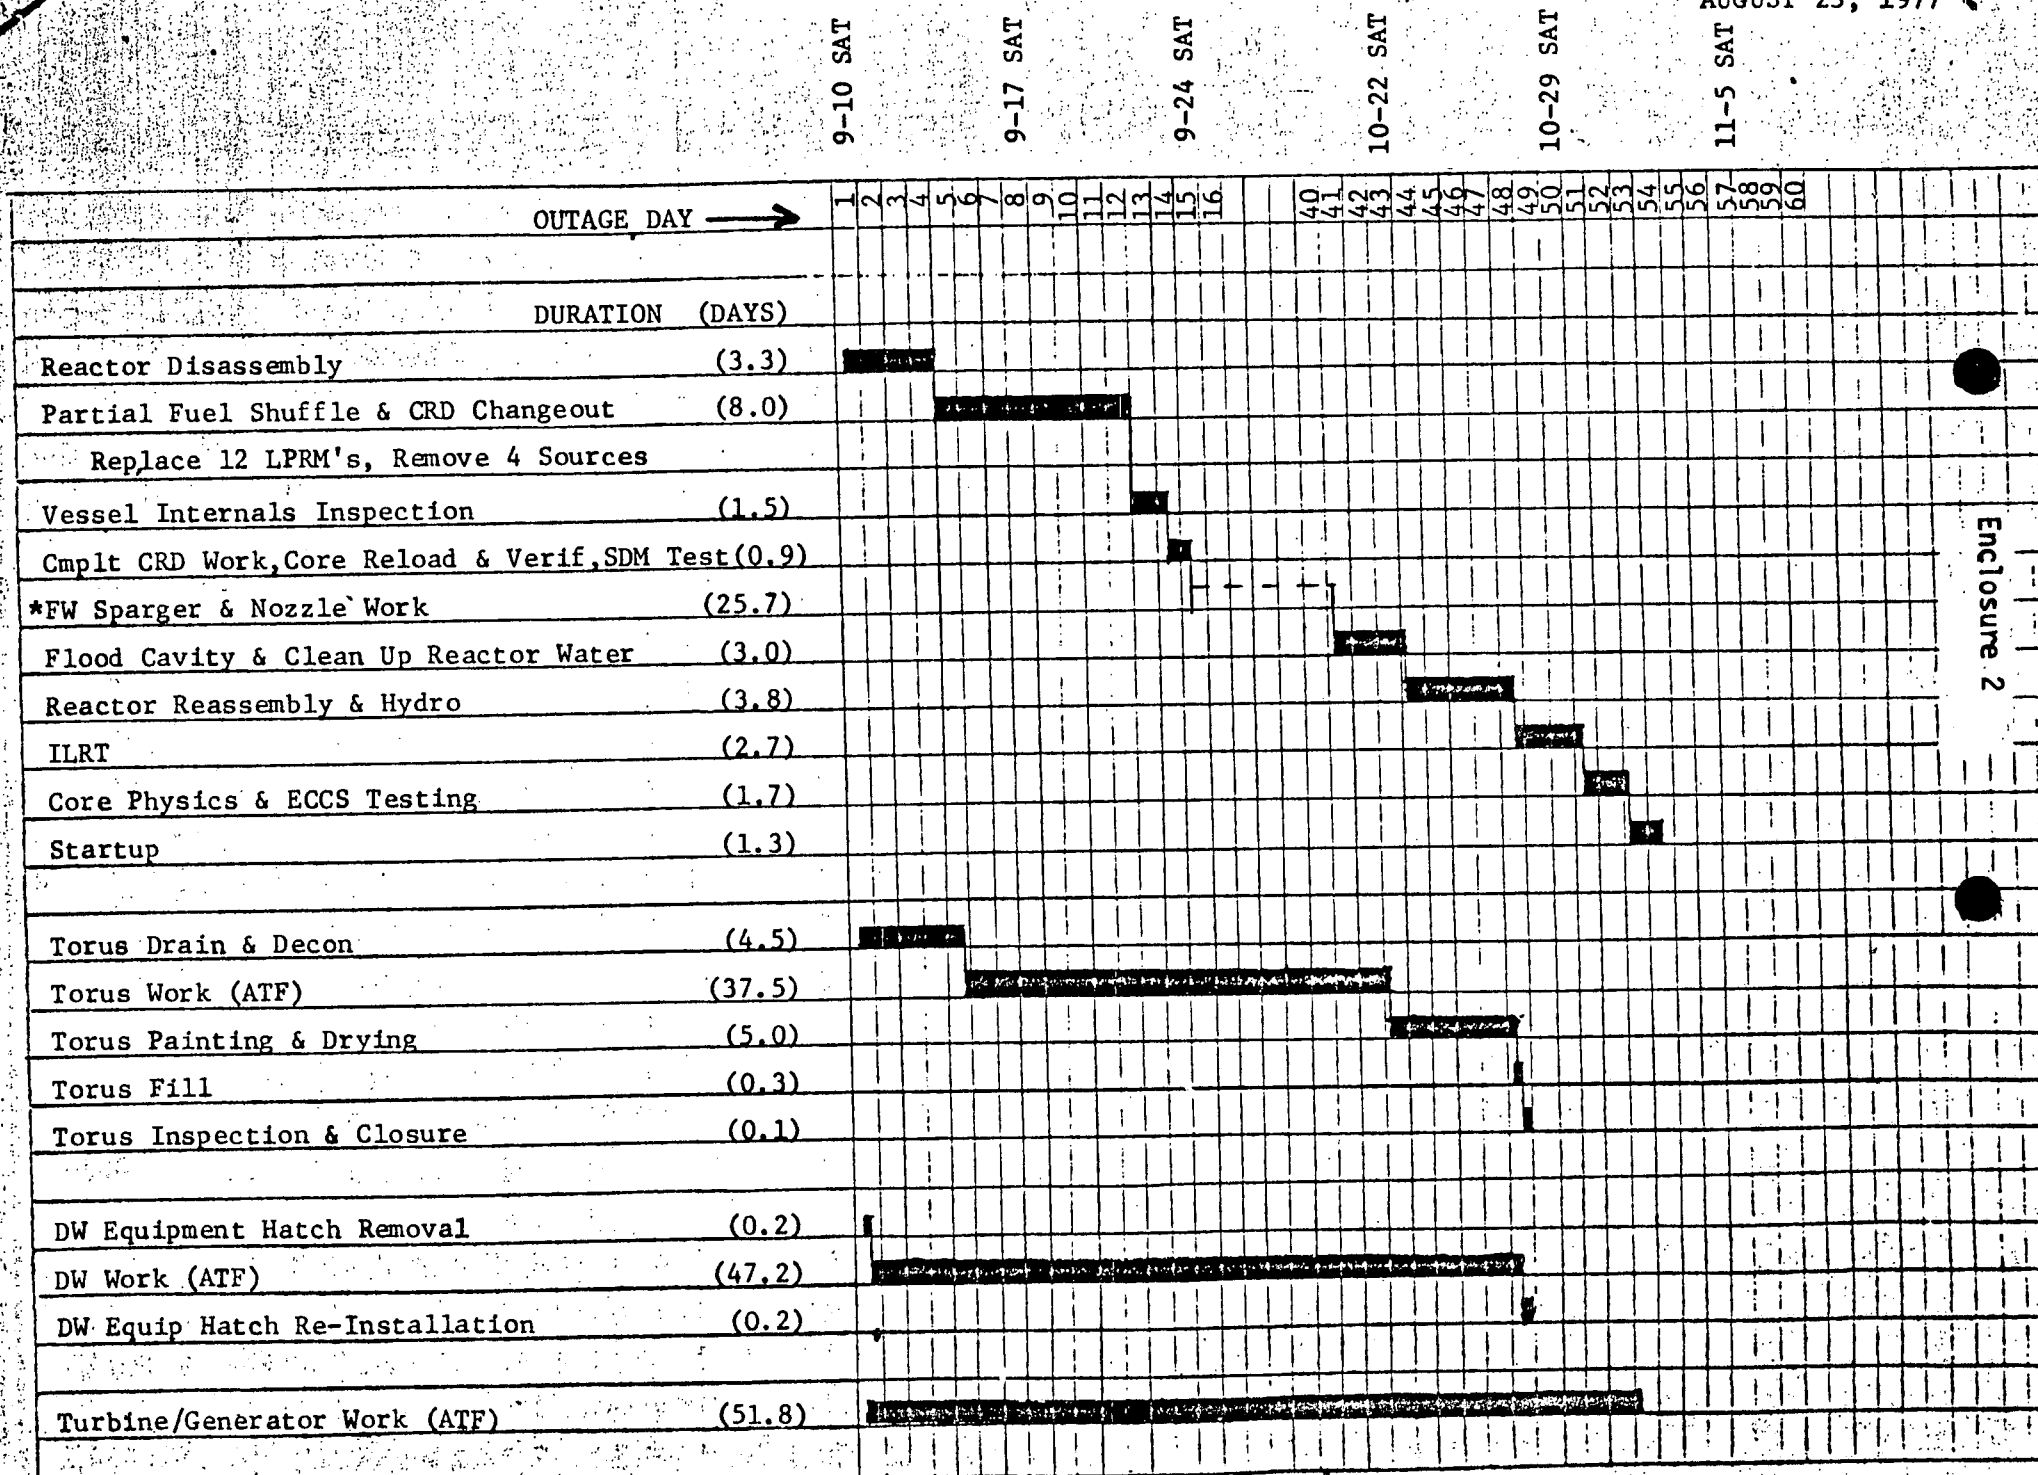 AUGUST 25, 1977
9-10 SAT
9-17 SAT
9-24 SAT
10-22 SAT
10-29 SAT
11-5 SAT
OUTAGE DAY 1 2 3 4 5 6 7 8 9 10 11 12 13 14 15 16 40 41 42 43 44 45 46 47 48 49 50 51 52 53 54 55 56 57 58 59 60
DURATION (DAYS)
Reactor Disassembly (3.3)
Partial Fuel Shuffle & CRD Changeout (8.0)
Replace 12 LPRM's, Remove 4 Sources
Vessel Internals Inspection (1.5)
Cmplt CRD Work,Core Reload & Verif,SDM Test(0.9)
*FW Sparger & Nozzle Work (25.7)
Flood Cavity & Clean Up Reactor Water (3.0)
Reactor Reassembly & Hydro (3.8)
ILRT (2.7)
Core Physics & ECCS Testing (1.7)
Startup (1.3)
Torus Drain & Decon (4.5)
Torus Work (ATF) (37.5)
Torus Painting & Drying (5.0)
Torus Fill (0.3)
Torus Inspection & Closure (0.1)
DW Equipment Hatch Removal (0.2)
DW Work (ATF) (47.2)
DW Equip Hatch Re-Installation (0.2)
Turbine/Generator Work (ATF) (51.8)
Enclosure 2